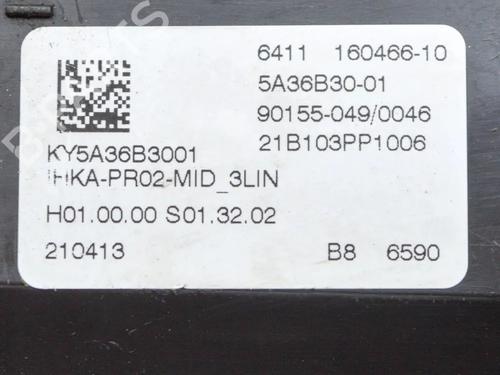 6411 160466-10
5A36B30-01
90155-049/0046
21B103PP1006
KY5A36B3001
IHKA-PR02-MID_3LIN
H01.00.00 S01.32.02
210413 B8 6590